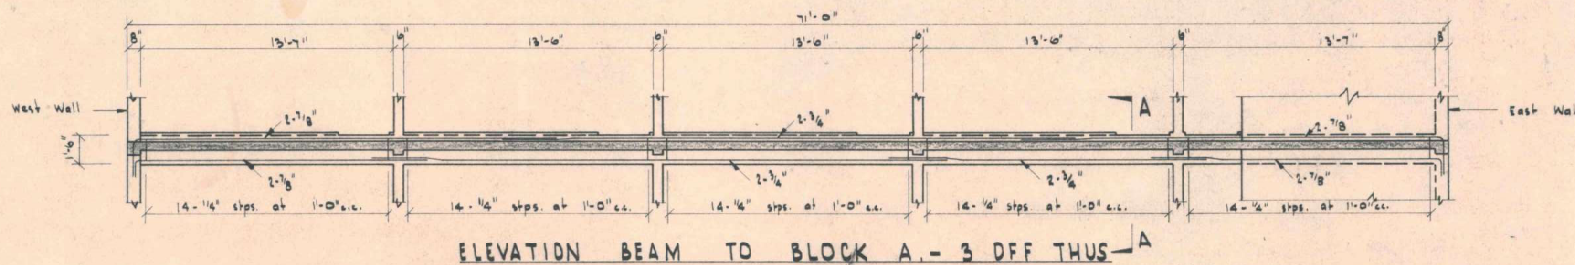 71'-0"
8" 13'-7" 6" 13'-6" 6" 13'-6" 6" 13'-6" 6" 13'-7" 8"
West Wall 2-7/8" 2-3/4" A 2-7/8" East Wall
1'-6"
2-7/8" 2-3/4" 2-3/4" 2-7/8"
14-1/4" stps. at 1'-0" c.c. 14-1/4" stps. at 1'-0" c.c. 14-1/4" stps. at 1'-0" c.c. 14-1/4" stps. at 1'-0" c.c. 14-1/4" stps. at 1'-0" c.c.
ELEVATION BEAM TO BLOCK A.- 3 OFF THUS A